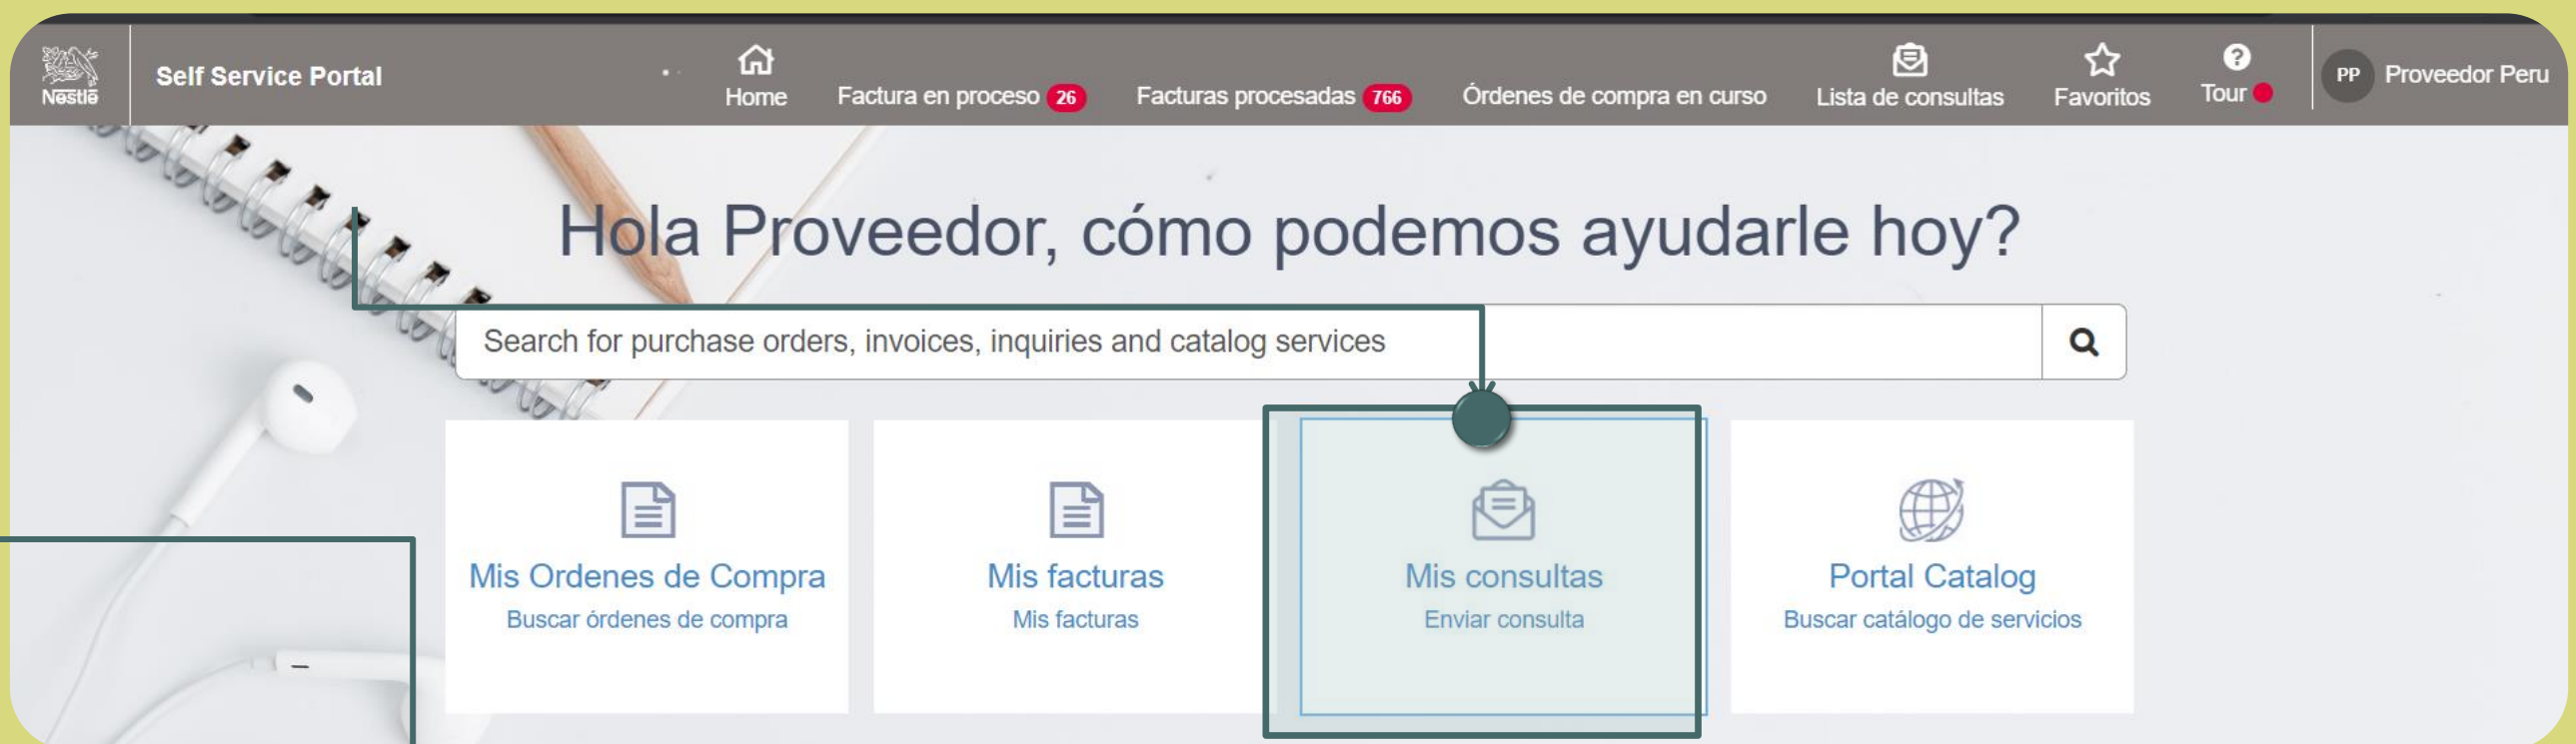 Nestlē
Self Service Portal
Home
Factura en proceso 26
Facturas procesadas 766
Órdenes de compra en curso
Lista de consultas
Favoritos
?
Tour
PP Proveedor Peru
Hola Proveedor, cómo podemos ayudarle hoy?
Search for purchase orders, invoices, inquiries and catalog services
Mis Ordenes de Compra
Buscar órdenes de compra
Mis facturas
Mis facturas
Mis consultas
Enviar consulta
Portal Catalog
Buscar catálogo de servicios